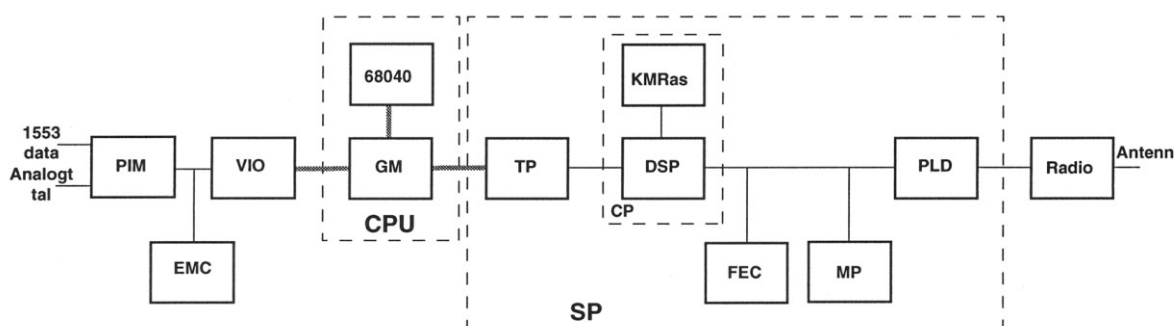 68040
KMRas
1553
data
Analogt
tal
PIM
VIO
GM
TP
DSP
PLD
Radio
Antenn
CP
CPU
EMC
FEC
MP
SP